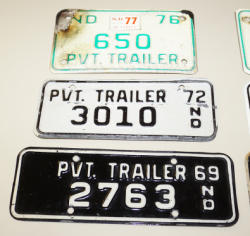 ND 77 76
650
PVT. TRAILER
PVT. TRAILER 72
3010 ND
PVT. TRAILER 69
2763 ND